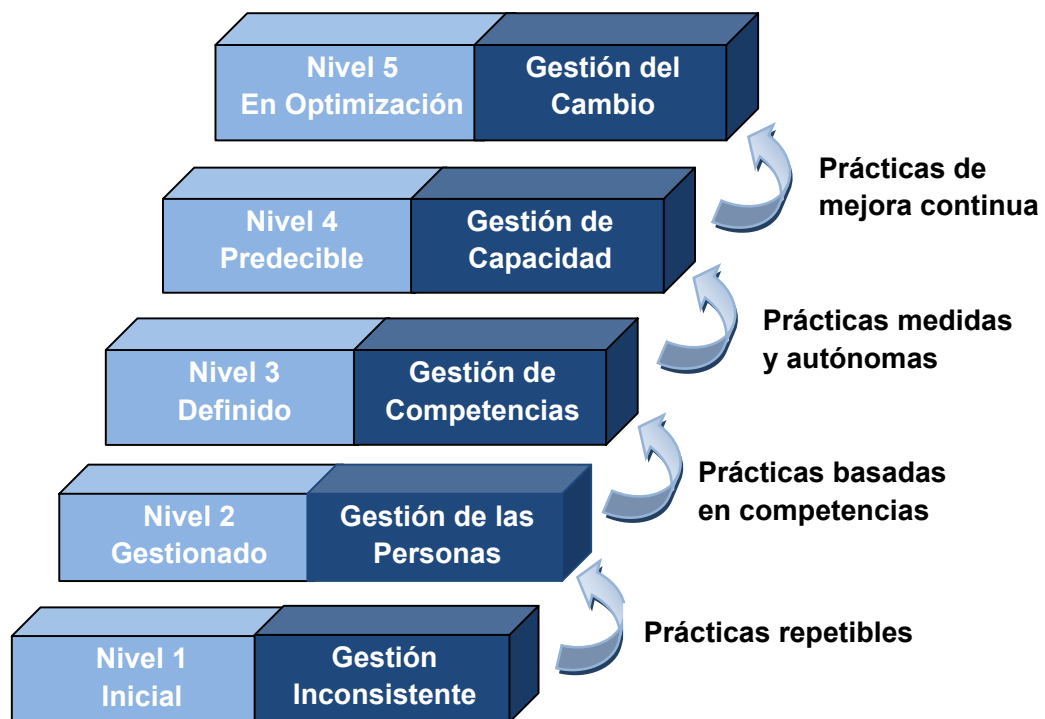 Nivel 5
En Optimización
Gestión del
Cambio
Prácticas de
mejora continua
Nivel 4
Predecible
Gestión de
Capacidad
Prácticas medidas
y autónomas
Nivel 3
Definido
Gestión de
Competencias
Prácticas basadas
en competencias
Nivel 2
Gestionado
Gestión de las
Personas
Prácticas repetibles
Nivel 1
Inicial
Gestión
Inconsistente